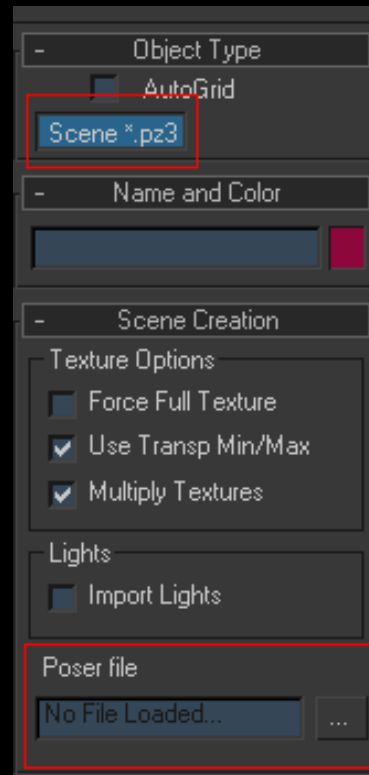 - Object Type
AutoGrid
Scene *.pz3
- Name and Color
- Scene Creation
Texture Options
Force Full Texture
Use Transp Min/Max
Multiply Textures
Lights
Import Lights
Poser file
No File Loaded... ...